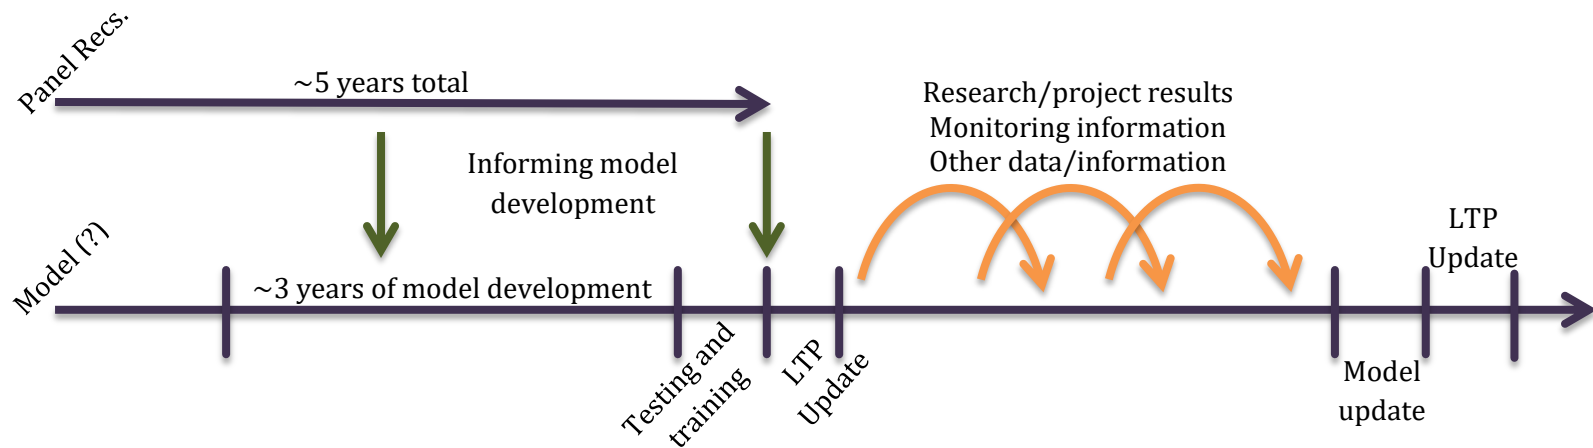 Panel Recs.
~5 years total
Research/project results
Monitoring information
Other data/information
Informing model
development
LTP
Update
Model (?)
~3 years of model development
Testing and
training
LTP
Update
Model
update